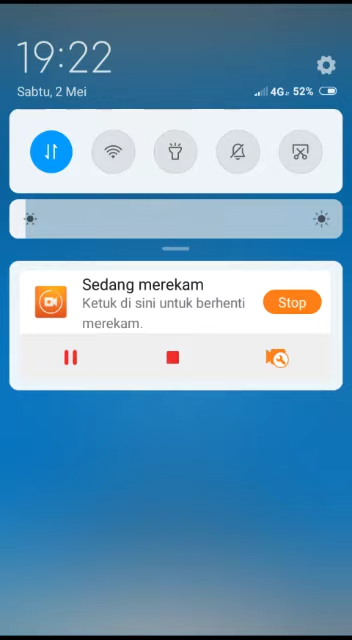 19:22
Sabtu, 2 Mei
4G 52%
Sedang merekam
Ketuk di sini untuk berhenti
merekam.
Stop